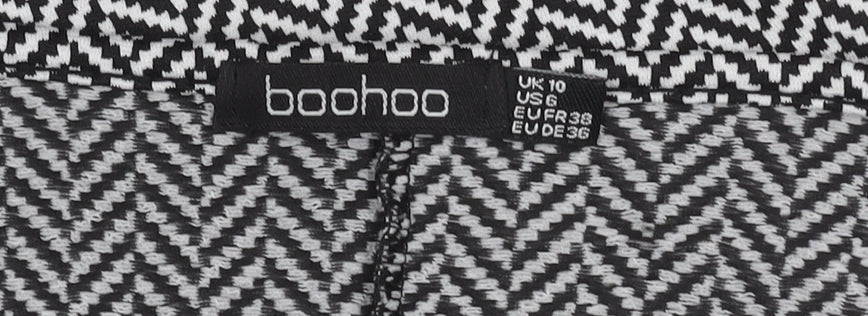 boohoo
UK 10
US 6
EU FR 38
EU DE 36